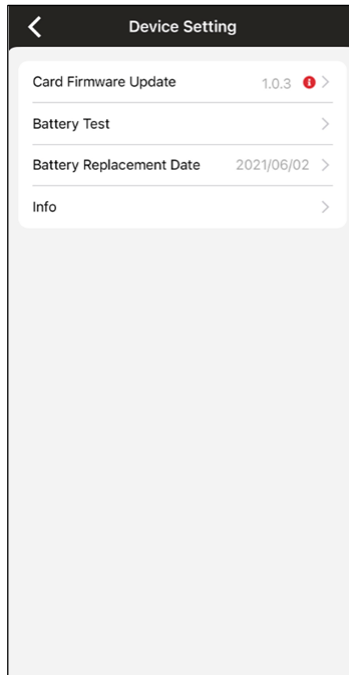 Device Setting
Card Firmware Update 1.0.3
Battery Test
Battery Replacement Date 2021/06/02
Info